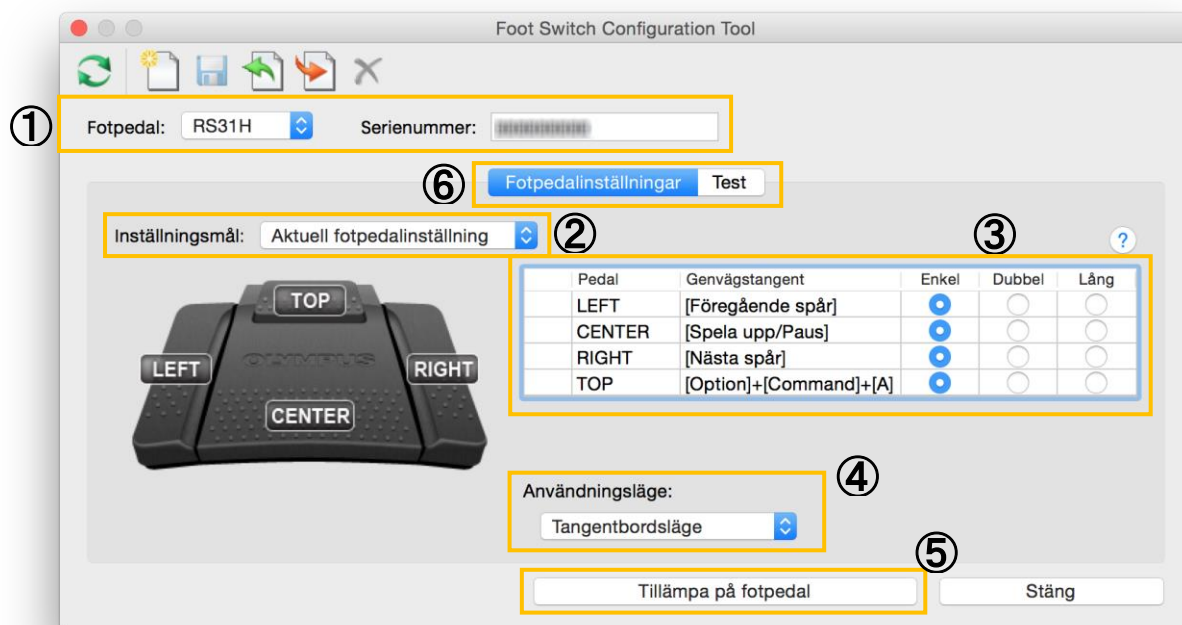 Foot Switch Configuration Tool
① Fotpedal: RS31H Serienummer:
⑥ Fotpedalinställningar Test
Inställningsmål: Aktuell fotpedalinställning ② ③ ?
Pedal Genvägstangent Enkel Dubbel Lång
LEFT [Föregående spår]
CENTER [Spela upp/Paus]
RIGHT [Nästa spår]
TOP [Option]+[Command]+[A]
TOP
OLYMPUS
LEFT RIGHT
CENTER
Användningsläge: ④
Tangentbordsläge
⑤
Tillämpa på fotpedal Stäng